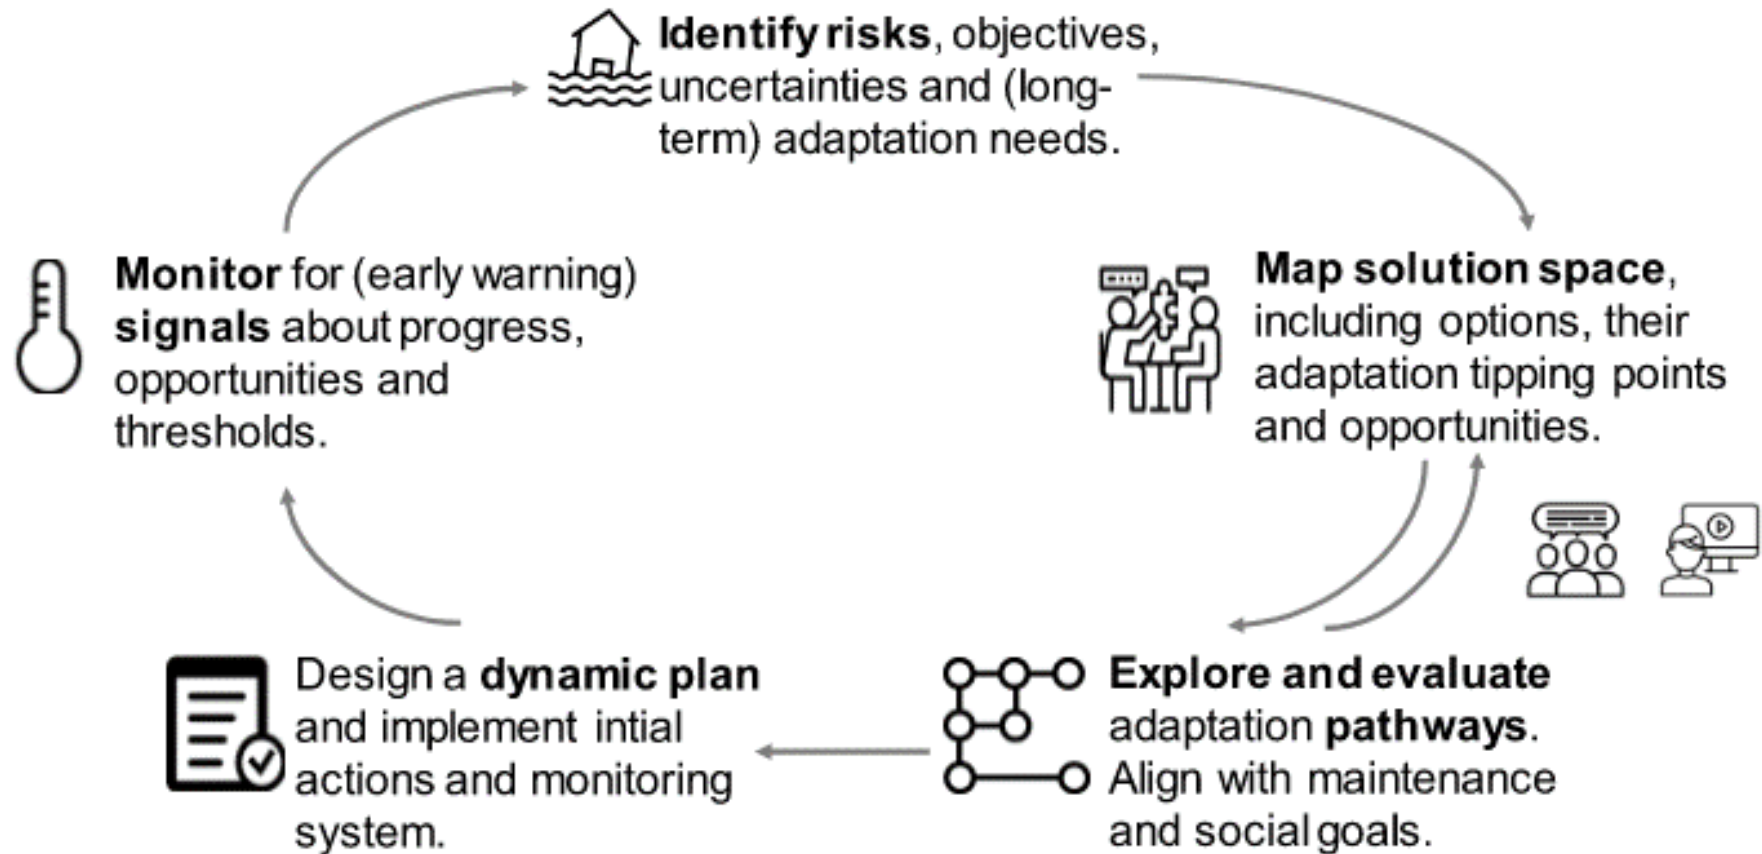 Identify risks, objectives,
uncertainties and (long-
term) adaptation needs.
Map solution space,
including options, their
adaptation tipping points
and opportunities.
Explore and evaluate
adaptation pathways.
Align with maintenance
and social goals.
Design a dynamic plan
and implement intial
actions and monitoring
system.
Monitor for (early warning)
signals about progress,
opportunities and
thresholds.